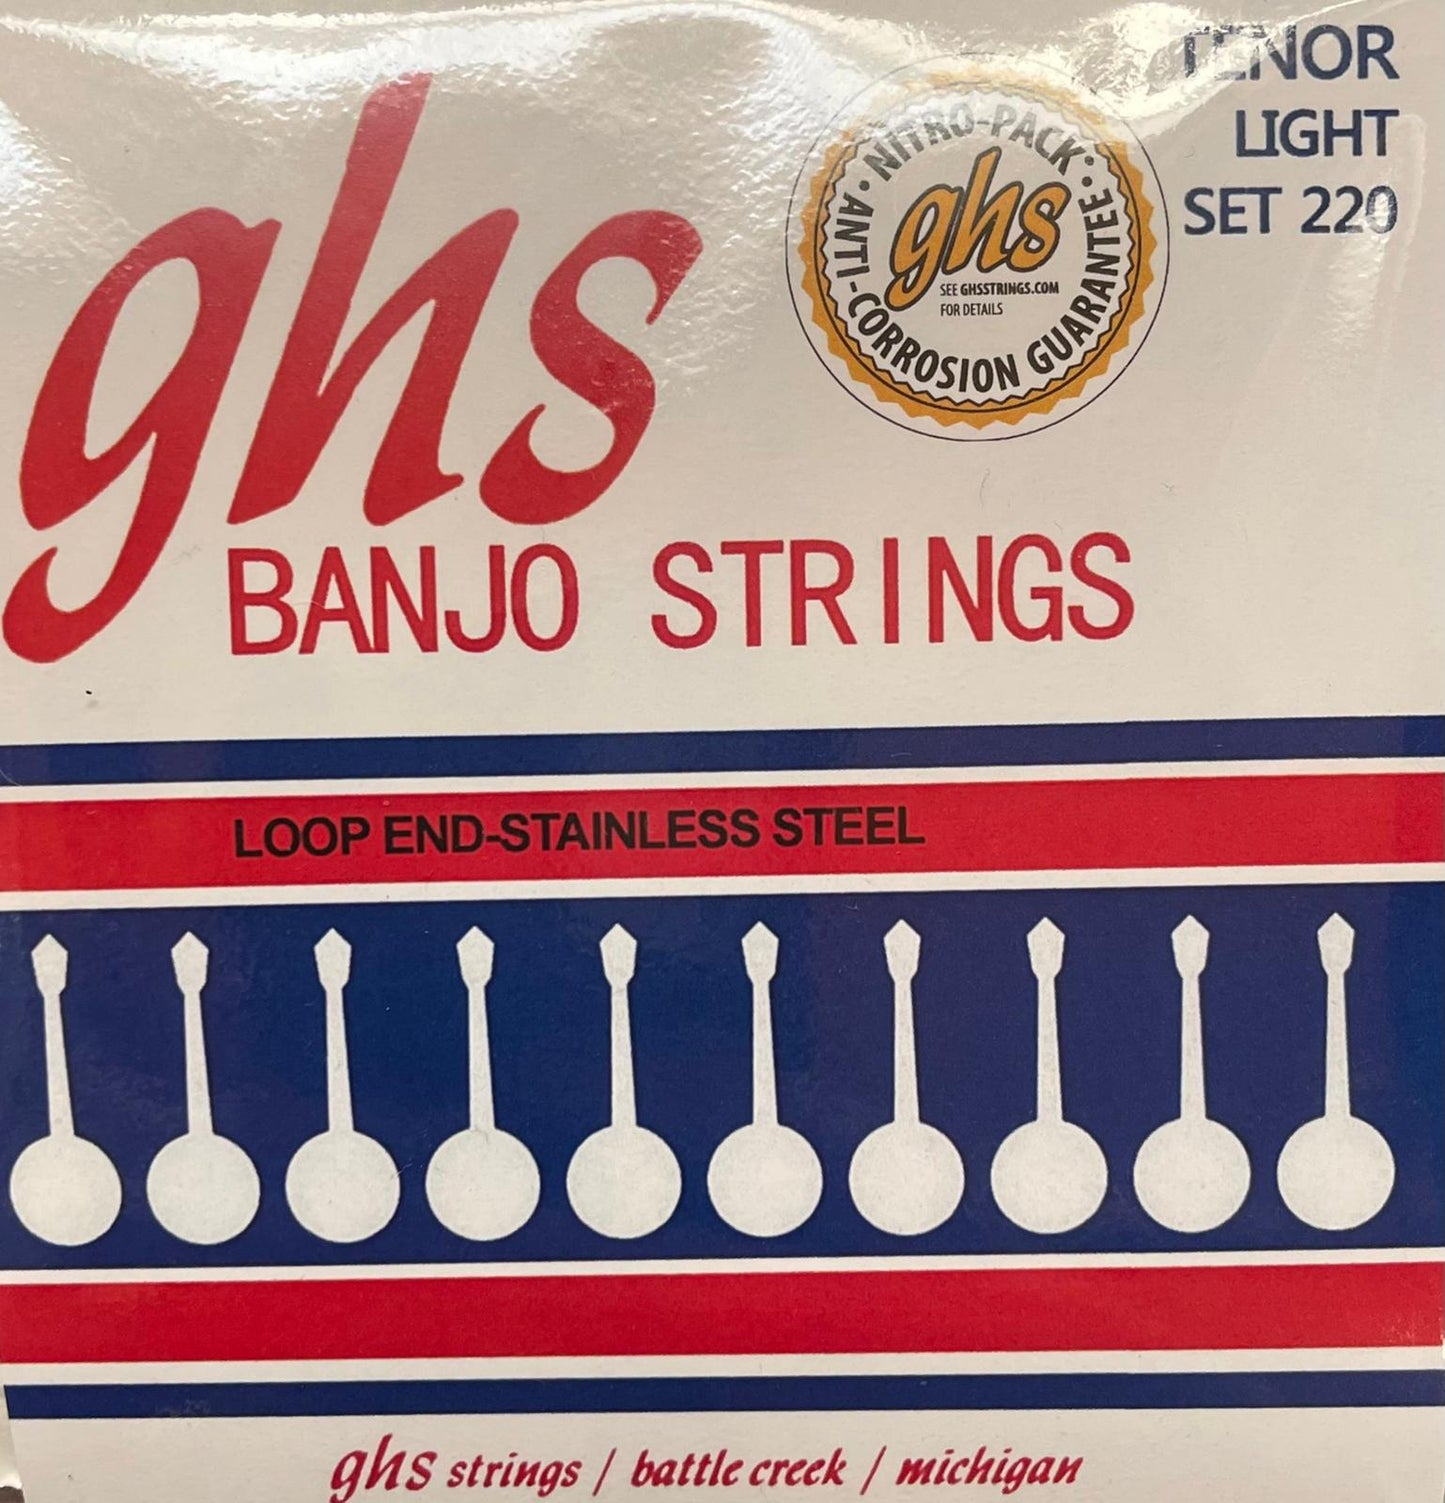 TENOR
LIGHT
SET 220
ghs
BANJO STRINGS
• NITRO-PACK •
ANTI-CORROSION GUARANTEE
ghs
SEE GHSSTRINGS.COM
FOR DETAILS
LOOP END-STAINLESS STEEL
ghs strings / battle creek / michigan